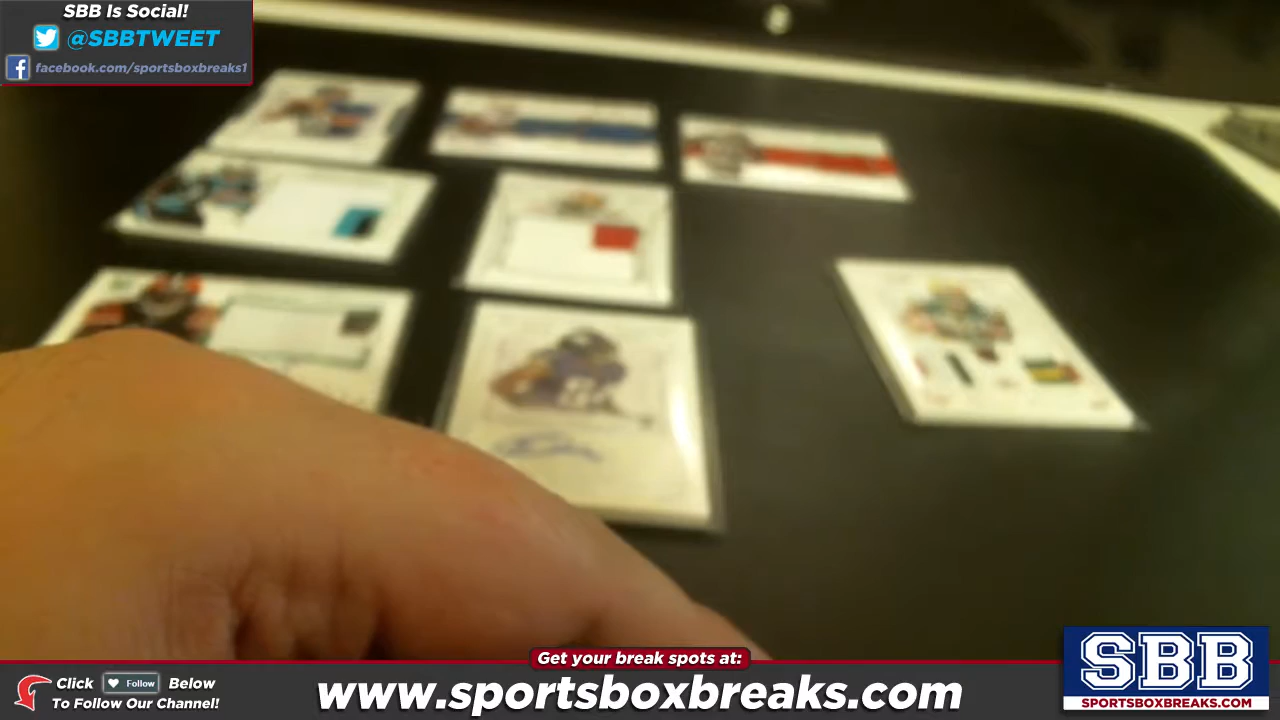 SBB Is Social!
@SBBTWEET
facebook.com/sportsboxbreaks1
Get your break spots at:
Click Follow Below
To Follow Our Channel!
www.sportsboxbreaks.com
SBB
SPORTSBOXBREAKS.COM